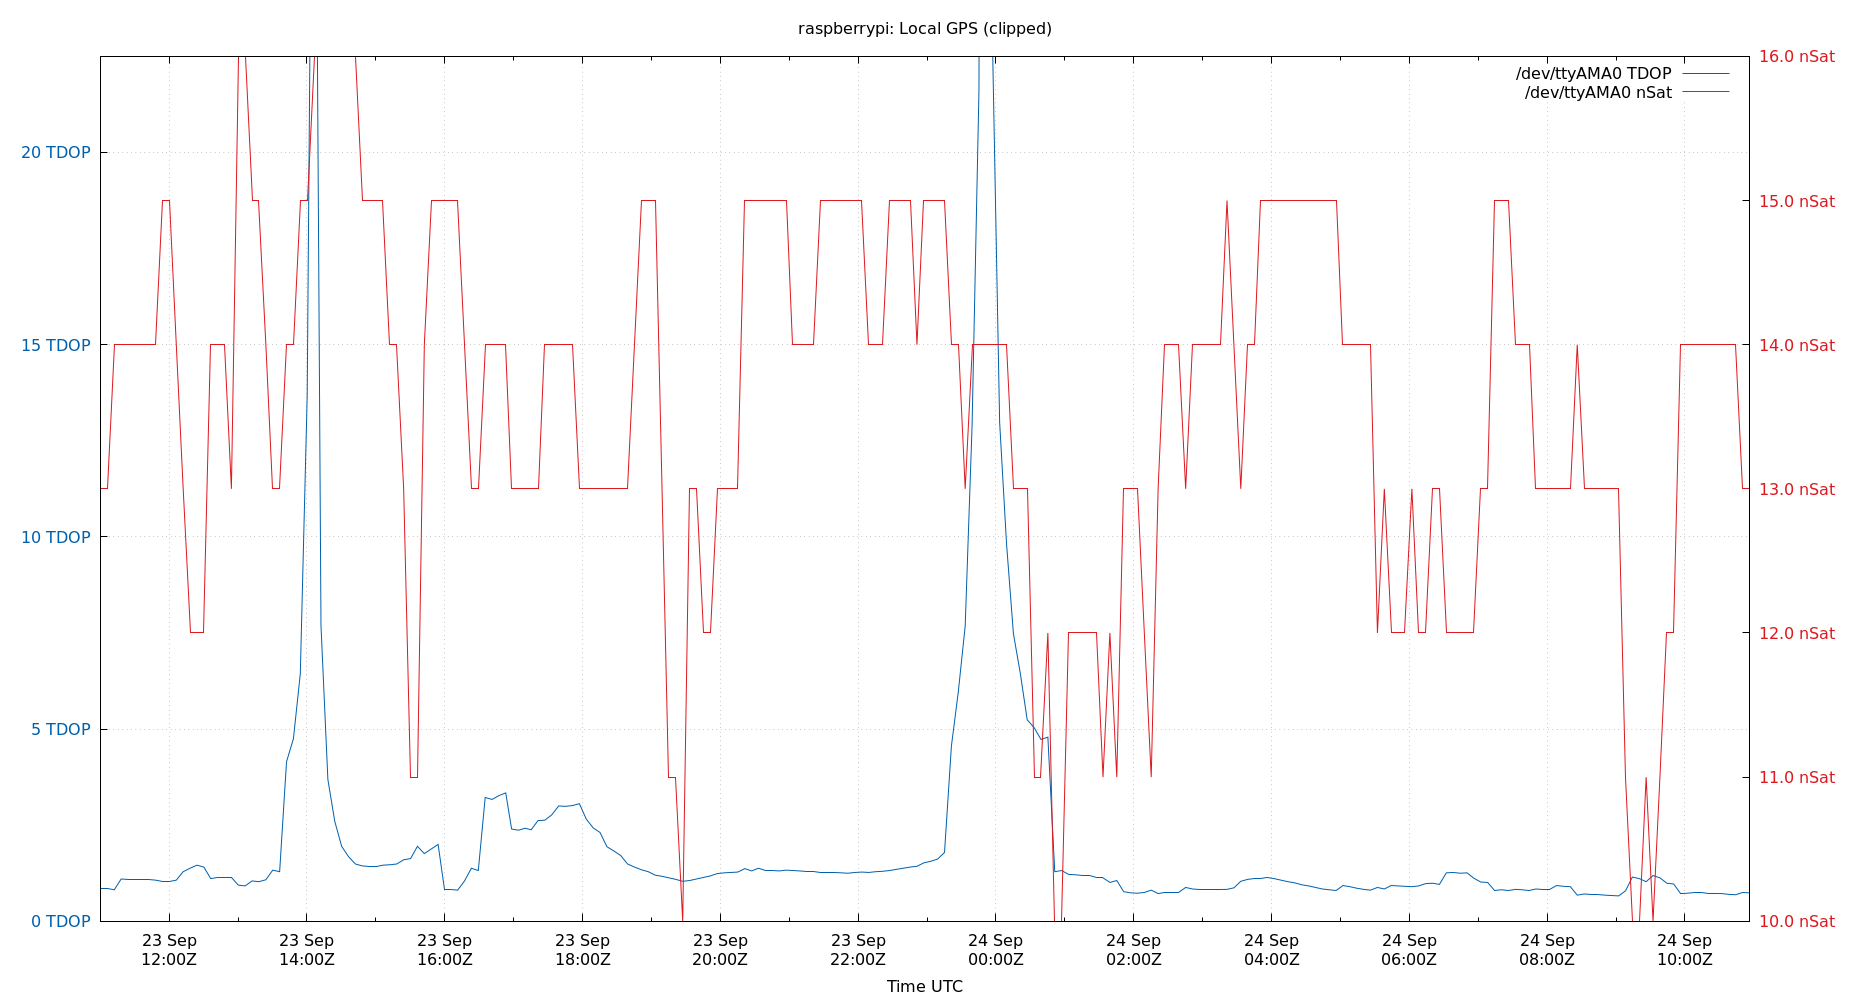 raspberrypi: Local GPS (clipped)
/dev/ttyAMA0 TDOP
/dev/ttyAMA0 nSat
20 TDOP
15 TDOP
10 TDOP
5 TDOP
0 TDOP
16.0 nSat
15.0 nSat
14.0 nSat
13.0 nSat
12.0 nSat
11.0 nSat
10.0 nSat
23 Sep
12:00Z
23 Sep
14:00Z
23 Sep
16:00Z
23 Sep
18:00Z
23 Sep
20:00Z
23 Sep
22:00Z
24 Sep
00:00Z
24 Sep
02:00Z
24 Sep
04:00Z
24 Sep
06:00Z
24 Sep
08:00Z
24 Sep
10:00Z
Time UTC